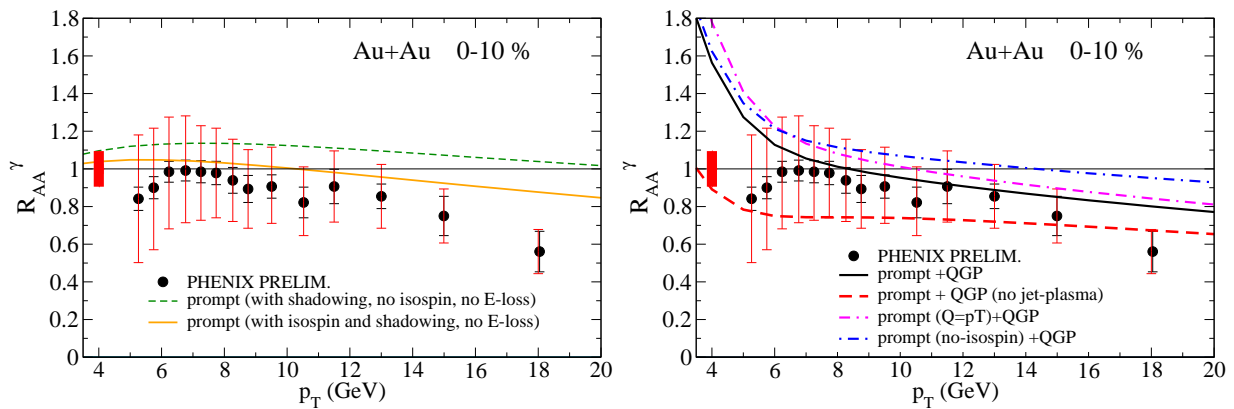 Au+Au 0-10 %
1.8
1.6
1.4
1.2
1
0.8
0.6
0.4
0.2
0
R_AA^γ
PHENIX PRELIM.
prompt (with shadowing, no isospin, no E-loss)
prompt (with isospin and shadowing, no E-loss)
4 6 8 10 12 14 16 18 20
p_T (GeV)
Au+Au 0-10 %
1.8
1.6
1.4
1.2
1
0.8
0.6
0.4
0.2
0
R_AA^γ
PHENIX PRELIM.
prompt +QGP
prompt + QGP (no jet-plasma)
prompt (Q=pT)+QGP
prompt (no-isospin) +QGP
4 6 8 10 12 14 16 18 20
p_T (GeV)